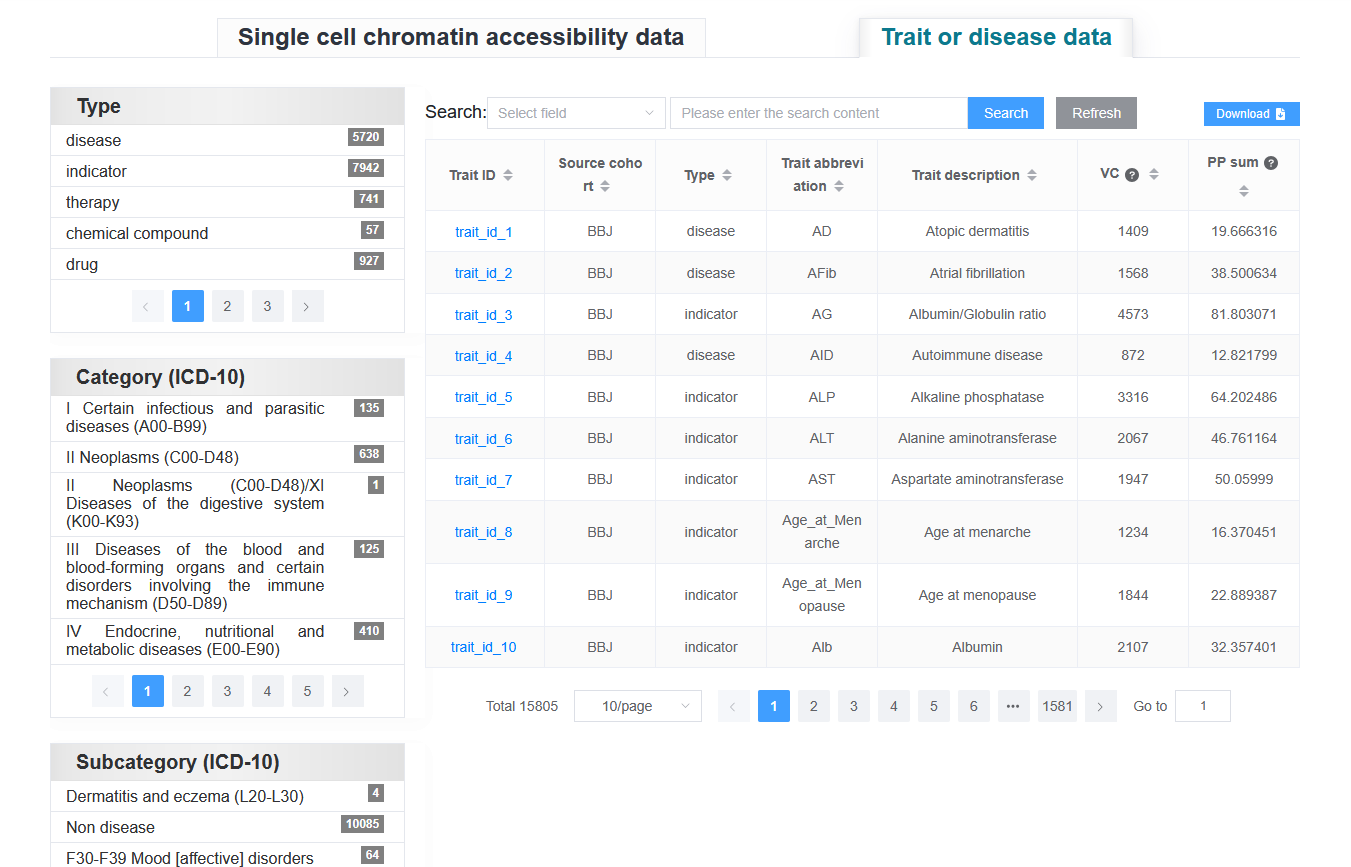 Single cell chromatin accessibility data
Trait or disease data
Type
disease 5720
indicator 7942
therapy 741
chemical compound 57
drug 927
1 2 3
Category (ICD-10)
I Certain infectious and parasitic 135
diseases (A00-B99)
II Neoplasms (C00-D48) 638
II Neoplasms (C00-D48)/XI 1
Diseases of the digestive system
(K00-K93)
III Diseases of the blood and 125
blood-forming organs and certain
disorders involving the immune
mechanism (D50-D89)
IV Endocrine, nutritional and 410
metabolic diseases (E00-E90)
1 2 3 4 5
Subcategory (ICD-10)
Dermatitis and eczema (L20-L30) 4
Non disease 10085
F30-F39 Mood [affective] disorders 64
Search: Select field Please enter the search content Search Refresh Download
Trait ID Source coho Type Trait abbrevi Trait description VC ? PP sum ?
rt ation
trait_id_1 BBJ disease AD Atopic dermatitis 1409 19.666316
trait_id_2 BBJ disease AFib Atrial fibrillation 1568 38.500634
trait_id_3 BBJ indicator AG Albumin/Globulin ratio 4573 81.803071
trait_id_4 BBJ disease AID Autoimmune disease 872 12.821799
trait_id_5 BBJ indicator ALP Alkaline phosphatase 3316 64.202486
trait_id_6 BBJ indicator ALT Alanine aminotransferase 2067 46.761164
trait_id_7 BBJ indicator AST Aspartate aminotransferase 1947 50.05999
trait_id_8 BBJ indicator Age_at_Men Age at menarche 1234 16.370451
arche
trait_id_9 BBJ indicator Age_at_Men Age at menopause 1844 22.889387
opause
trait_id_10 BBJ indicator Alb Albumin 2107 32.357401
Total 15805 10/page 1 2 3 4 5 6 ••• 1581 Go to 1